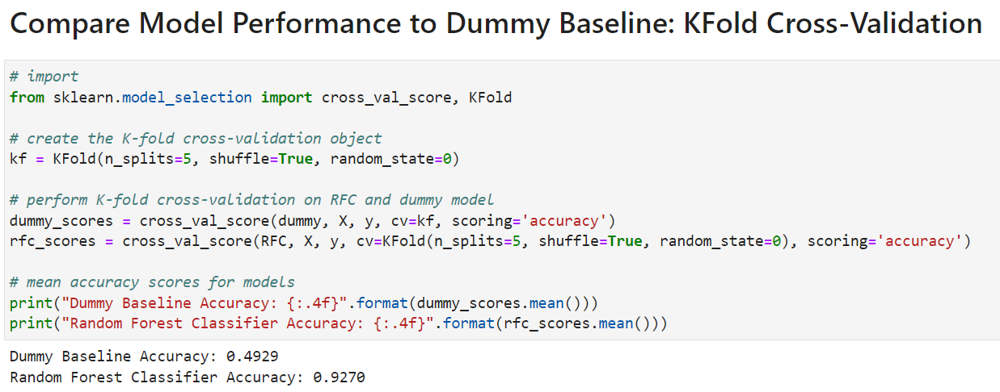 Compare Model Performance to Dummy Baseline: KFold Cross-Validation
# import
from sklearn.model_selection import cross_val_score, KFold
# create the K-fold cross-validation object
kf = KFold(n_splits=5, shuffle=True, random_state=0)
# perform K-fold cross-validation on RFC and dummy model
dummy_scores = cross_val_score(dummy, X, y, cv=kf, scoring='accuracy')
rfc_scores = cross_val_score(RFC, X, y, cv=KFold(n_splits=5, shuffle=True, random_state=0), scoring='accuracy')
# mean accuracy scores for models
print("Dummy Baseline Accuracy: {:.4f}".format(dummy_scores.mean()))
print("Random Forest Classifier Accuracy: {:.4f}".format(rfc_scores.mean()))
Dummy Baseline Accuracy: 0.4929
Random Forest Classifier Accuracy: 0.9270